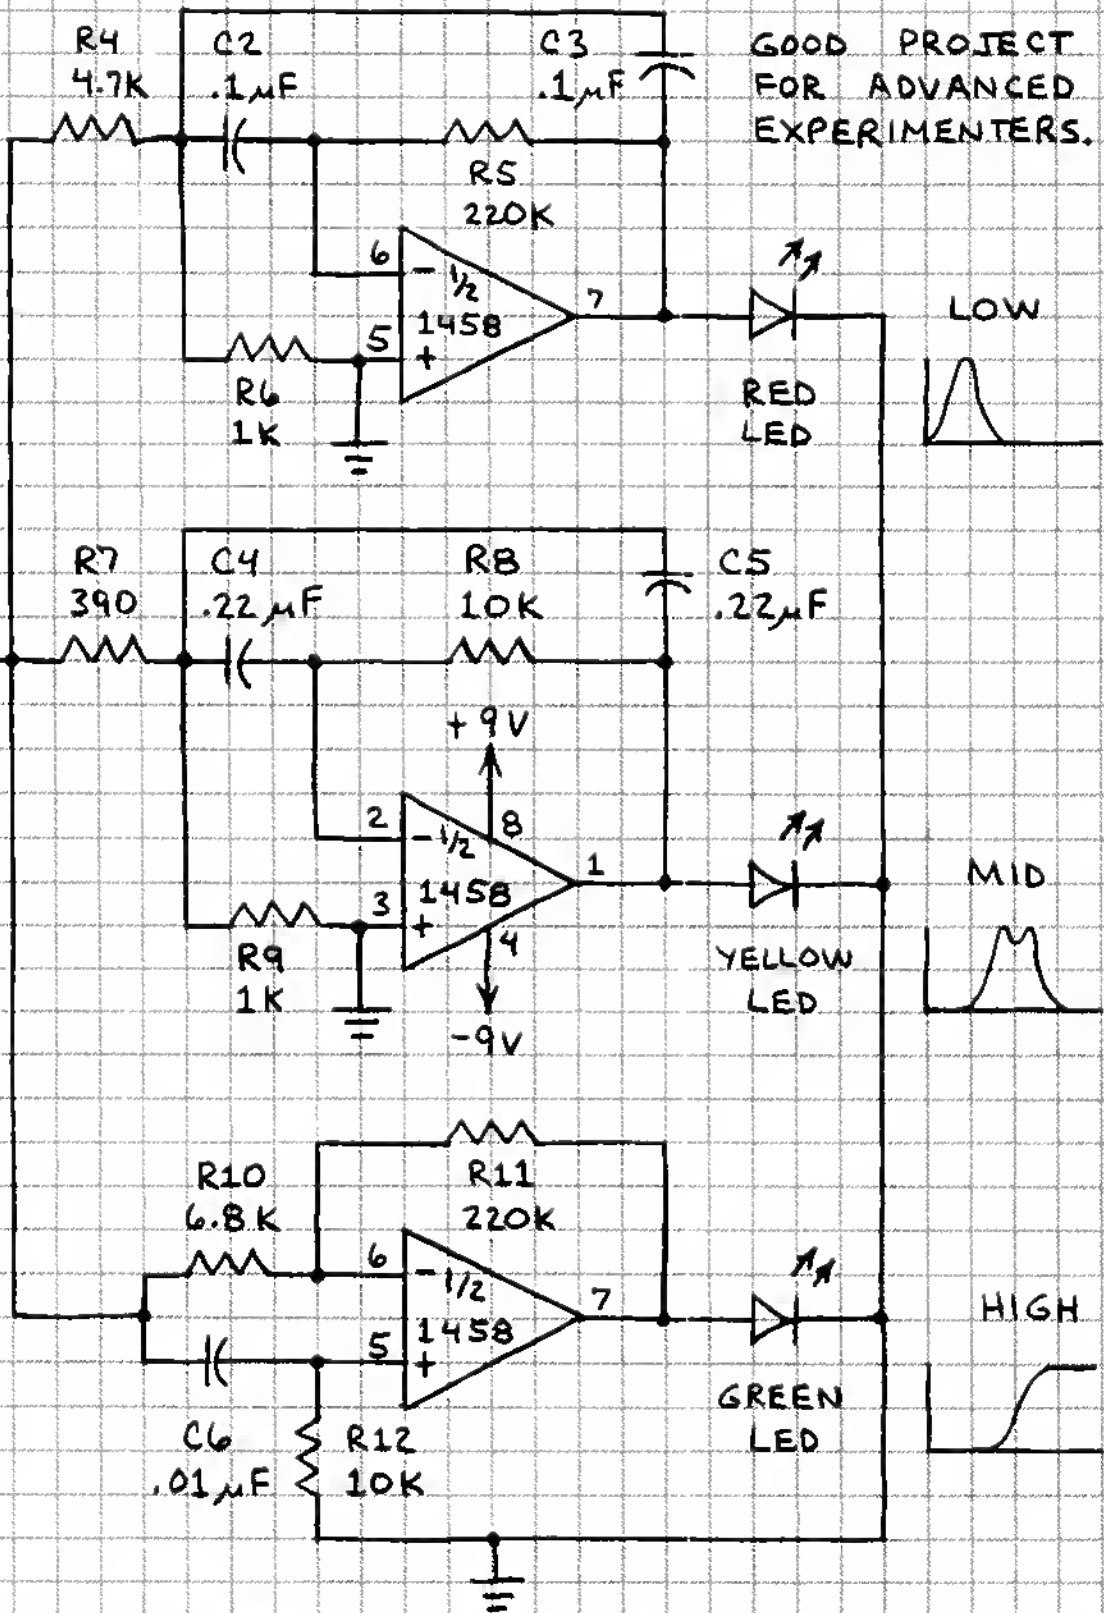 GOOD PROJECT
FOR ADVANCED
EXPERIMENTERS.
R4
4.7K
C2
.1µF
C3
.1µF
R5
220K
6
-
1/2
1458
7
5
+
R6
1K
RED
LED
LOW
R7
390
C4
.22µF
R8
10K
C5
.22µF
+9V
2
-
1/2
8
1458
1
3
+
4
R9
1K
-9V
YELLOW
LED
MID
R10
6.8K
R11
220K
6
-
1/2
1458
7
5
+
C6
.01µF
R12
10K
GREEN
LED
HIGH